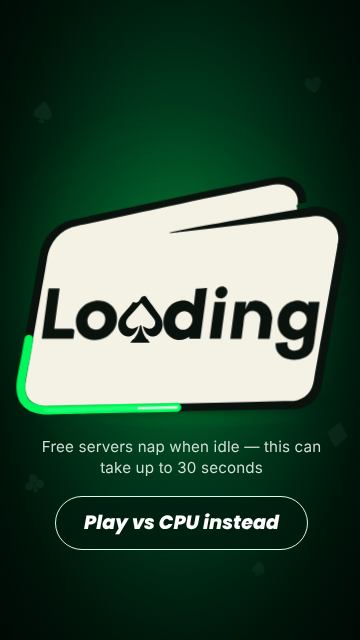 Loading
Free servers nap when idle — this can
take up to 30 seconds
Play vs CPU instead